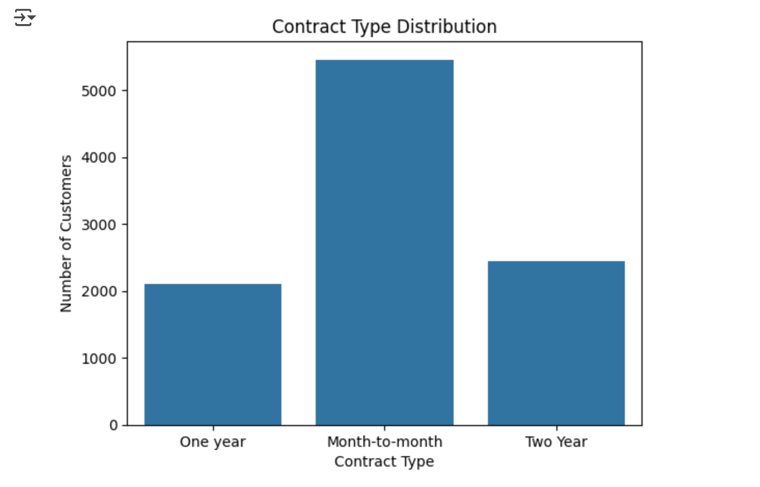 Contract Type Distribution
5000
4000
3000
2000
1000
0
Number of Customers
One year
Month-to-month
Two Year
Contract Type